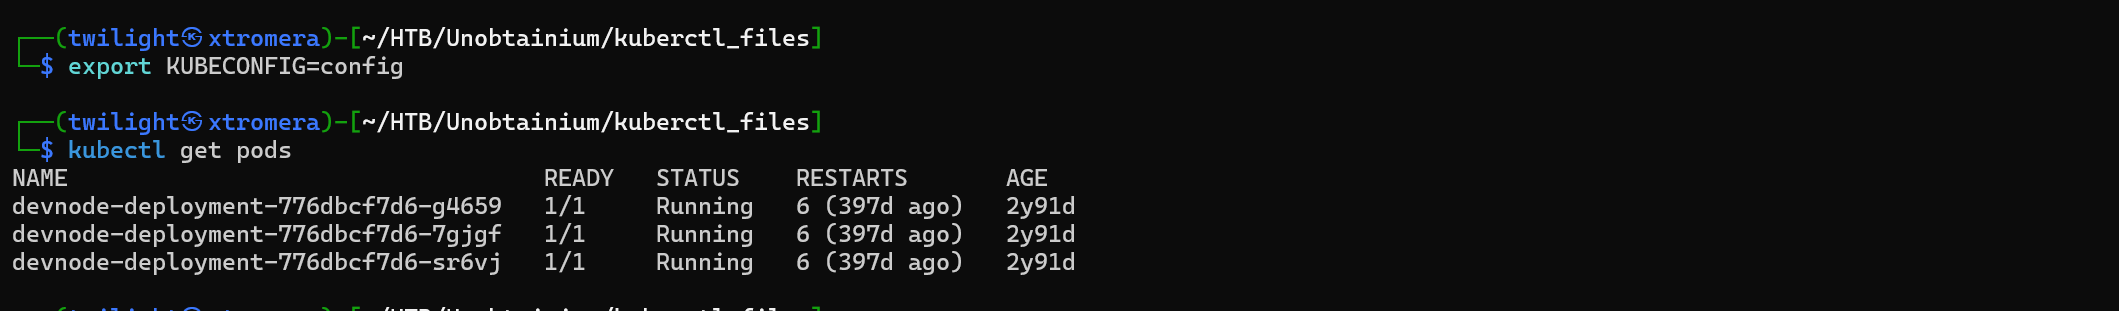 ┌──(twilight㉿xtromera)-[~/HTB/Unobtainium/kuberctl_files]
└─$ export KUBECONFIG=config
┌──(twilight㉿xtromera)-[~/HTB/Unobtainium/kuberctl_files]
└─$ kubectl get pods
NAME READY STATUS RESTARTS AGE
devnode-deployment-776dbcf7d6-g4659 1/1 Running 6 (397d ago) 2y91d
devnode-deployment-776dbcf7d6-7gjgf 1/1 Running 6 (397d ago) 2y91d
devnode-deployment-776dbcf7d6-sr6vj 1/1 Running 6 (397d ago) 2y91d